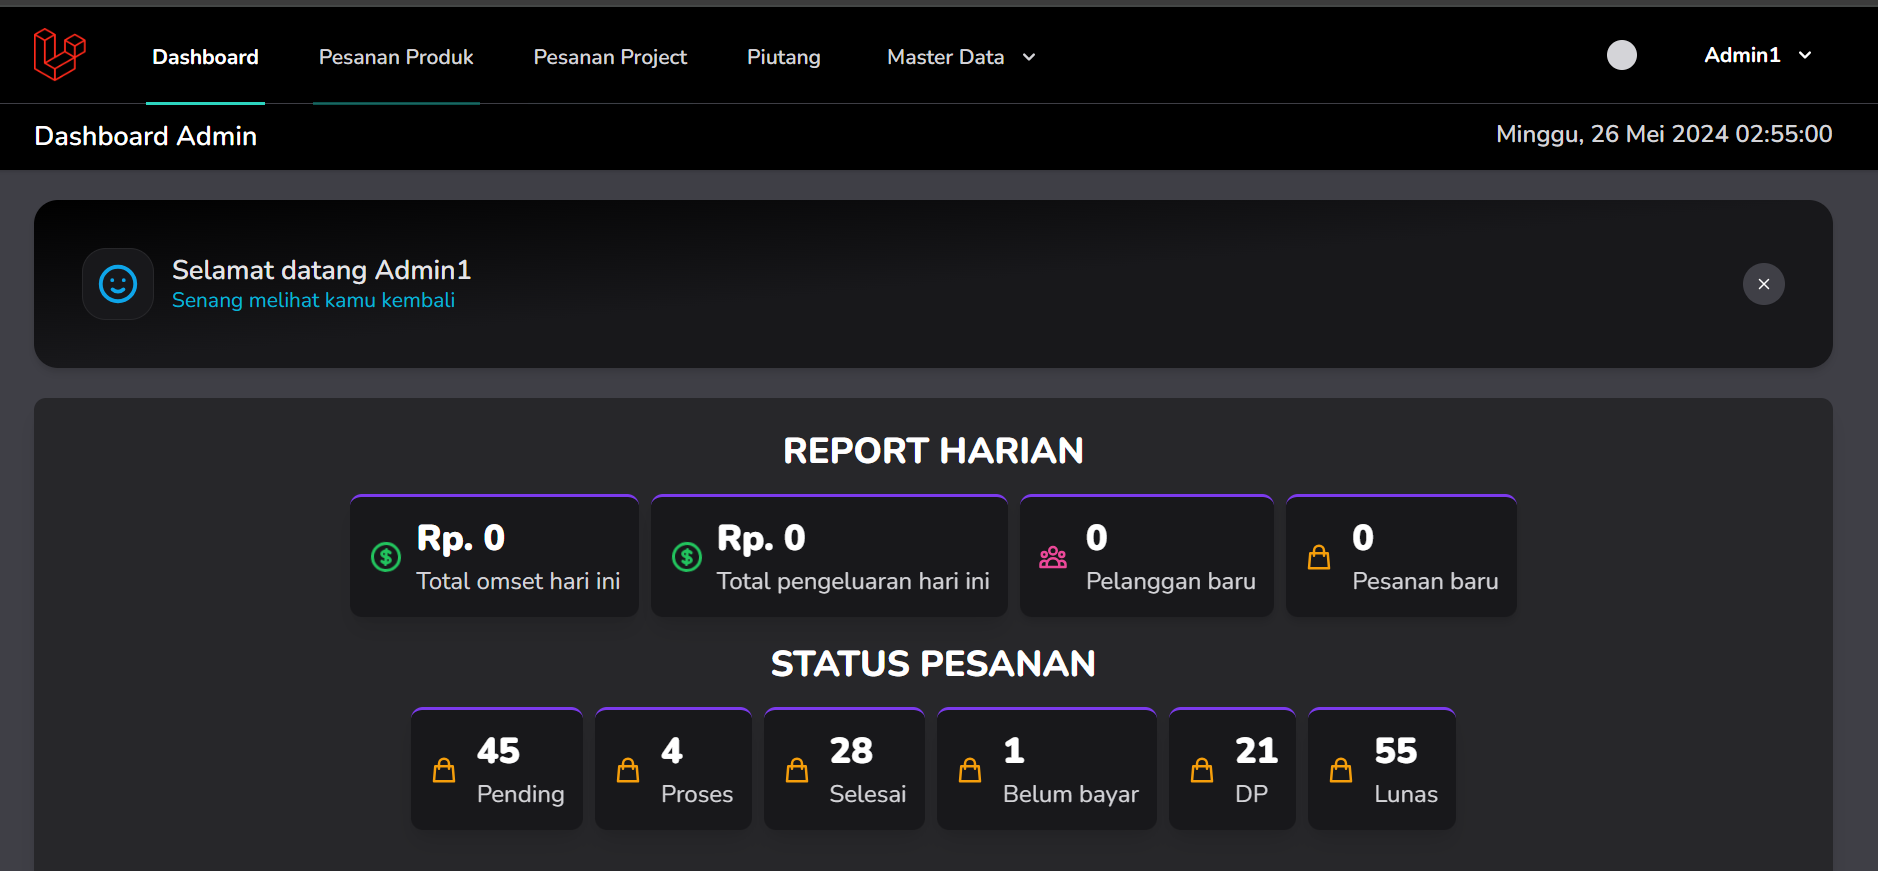 Dashboard Pesanan Produk Pesanan Project Piutang Master Data Admin1
Dashboard Admin Minggu, 26 Mei 2024 02:55:00
Selamat datang Admin1
Senang melihat kamu kembali
REPORT HARIAN
Rp. 0
Total omset hari ini
Rp. 0
Total pengeluaran hari ini
0
Pelanggan baru
0
Pesanan baru
STATUS PESANAN
45
Pending
4
Proses
28
Selesai
1
Belum bayar
21
DP
55
Lunas